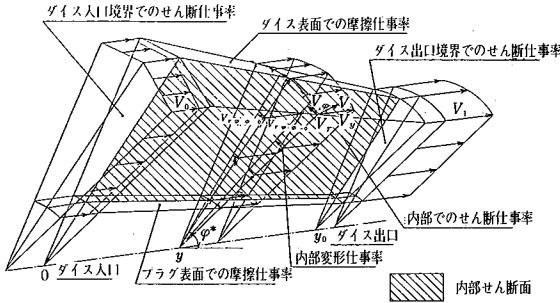 ダイス入口境界でのせん断仕事率
ダイス表面での摩擦仕事率
ダイス出口境界でのせん断仕事率
V₀
V
Vᵣ
V_y
V₁
内部でのせん断仕事率
φ*
0
ダイス入口
y
y₀
ダイス出口
プラグ表面での摩擦仕事率
内部変形仕事率
内部せん断面